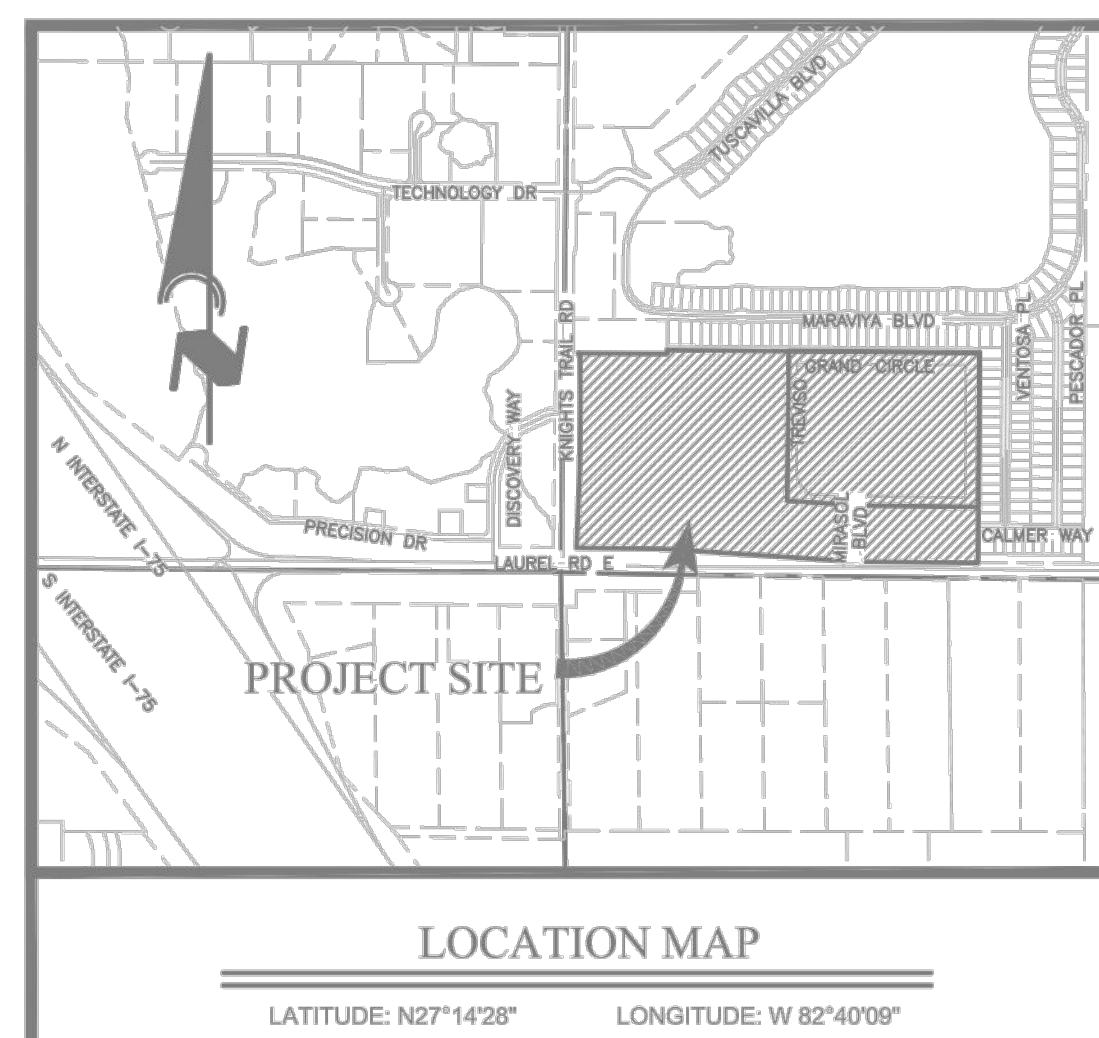 TUSCAVILLA BLVD
TECHNOLOGY DR
MARAVIYA BLVD
VENTOSA PL
PESCADOR PL
KNIGHTS TRAIL RD
GRAND CIRCLE
TREVISO
DISCOVERY WAY
N INTERSTATE I-75
PRECISION DR
MIRASOL
BLVD
CALMER WAY
LAUREL RD E
S INTERSTATE I-75
PROJECT SITE
N
LOCATION MAP
LATITUDE: N27°14'28" LONGITUDE: W 82°40'09"